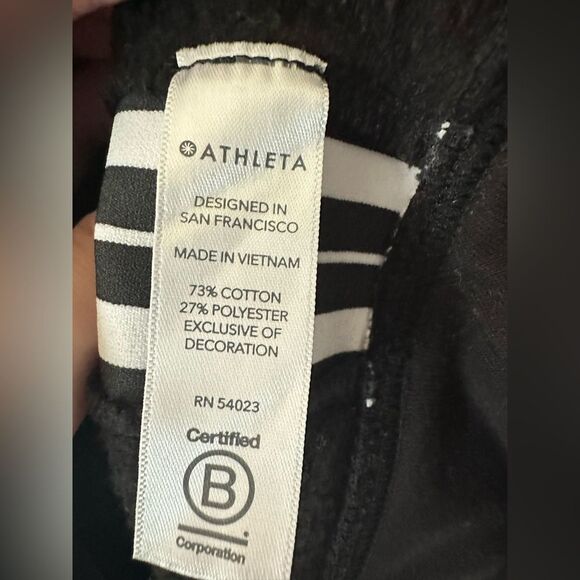 ATHLETA
DESIGNED IN
SAN FRANCISCO
MADE IN VIETNAM
73% COTTON
27% POLYESTER
EXCLUSIVE OF
DECORATION
RN 54023
Certified
B
Corporation